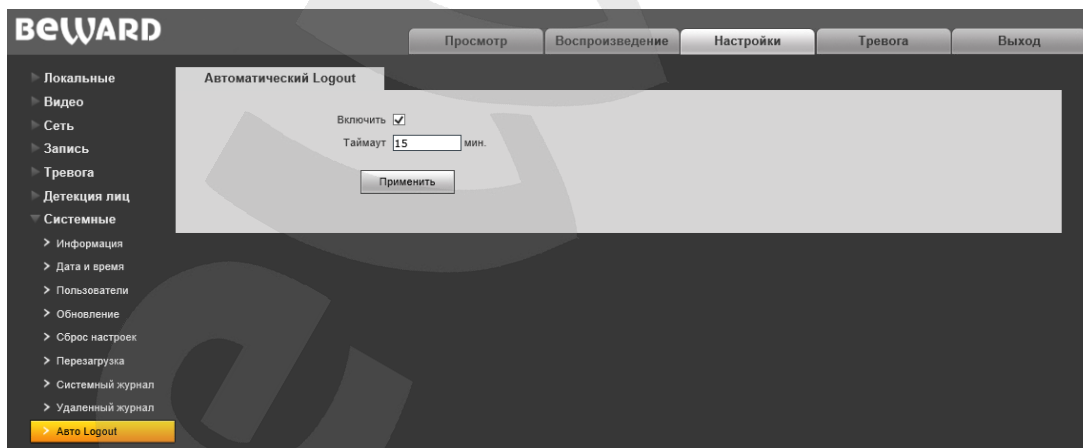 BEWARD
Просмотр
Воспроизведение
Настройки
Тревога
Выход
Локальные
Видео
Сеть
Запись
Тревога
Детекция лиц
Системные
Информация
Дата и время
Пользователи
Обновление
Сброс настроек
Перезагрузка
Системный журнал
Удаленный журнал
Авто Logout
Автоматический Logout
Включить
Таймаут 15 мин.
Применить